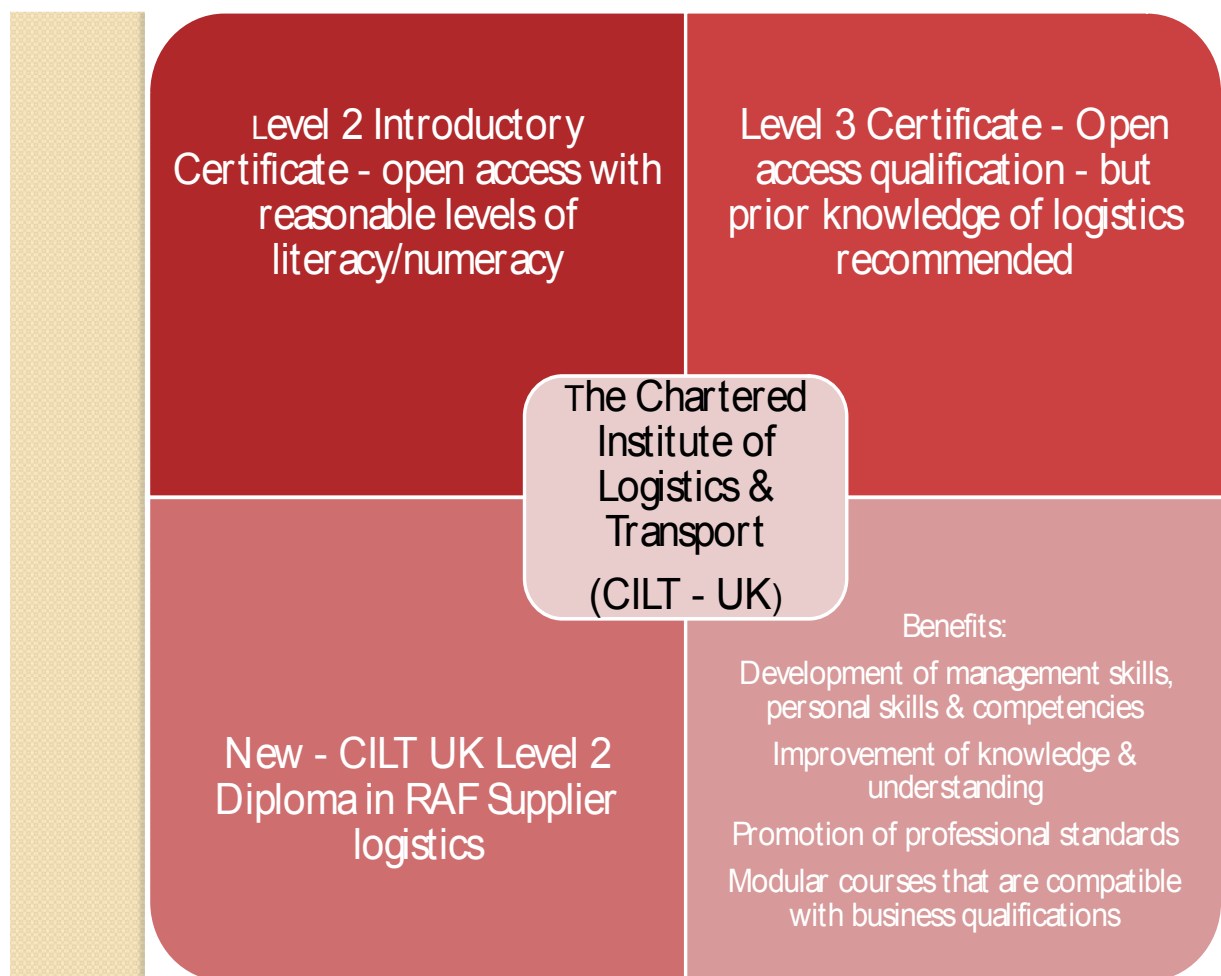 Level 2 Introductory
Certificate - open access with
reasonable levels of
literacy/numeracy
Level 3 Certificate - Open
access qualification - but
prior knowledge of logistics
recommended
The Chartered
Institute of
Logistics &
Transport
(CILT - UK)
New - CILT UK Level 2
Diploma in RAF Supplier
logistics
Benefits:
Development of management skills,
personal skills & competencies
Improvement of knowledge &
understanding
Promotion of professional standards
Modular courses that are compatible
with business qualifications